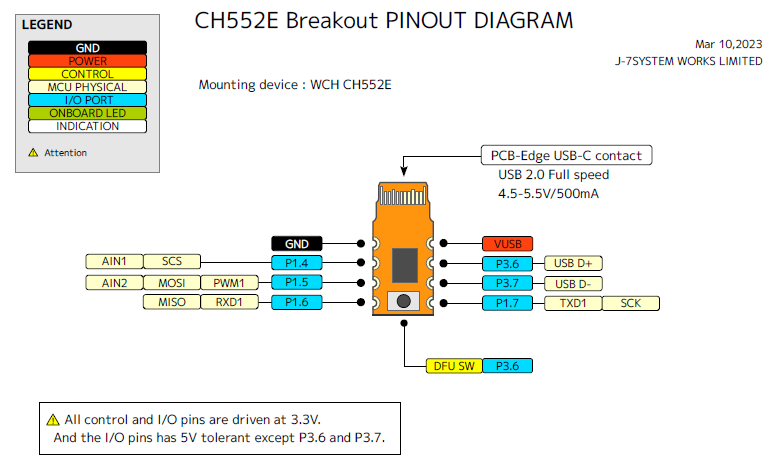 CH552E Breakout PINOUT DIAGRAM
LEGEND
GND
POWER
CONTROL
MCU PHYSICAL
I/O PORT
ONBOARD LED
INDICATION
Attention
Mar 10,2023
J-7SYSTEM WORKS LIMITED
Mounting device : WCH CH552E
PCB-Edge USB-C contact
USB 2.0 Full speed
4.5-5.5V/500mA
GND
VUSB
AIN1 SCS P1.4
P3.6 USB D+
AIN2 MOSI PWM1 P1.5
P3.7 USB D-
MISO RXD1 P1.6
P1.7 TXD1 SCK
DFU SW P3.6
All control and I/O pins are driven at 3.3V.
And the I/O pins has 5V tolerant except P3.6 and P3.7.